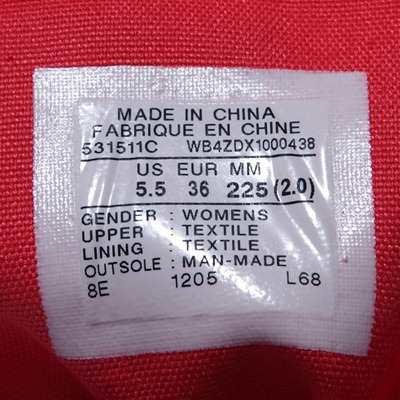 MADE IN CHINA
FABRIQUE EN CHINE
531511C WB4ZDX1000438
US EUR MM
5.5 36 225 (2.0)
GENDER : WOMENS
UPPER : TEXTILE
LINING : TEXTILE
OUTSOLE : MAN-MADE
8E 1205 L68